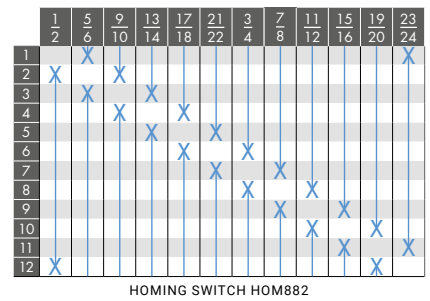 1 5 9 13 17 21 3 7 11 15 19 23
2 6 10 14 18 22 4 8 12 16 20 24
1 X X
2 X X
3 X X
4 X X
5 X X
6 X X
7 X X
8 X X
9 X X
10 X X
11 X X
12 X X
HOMING SWITCH HOM882